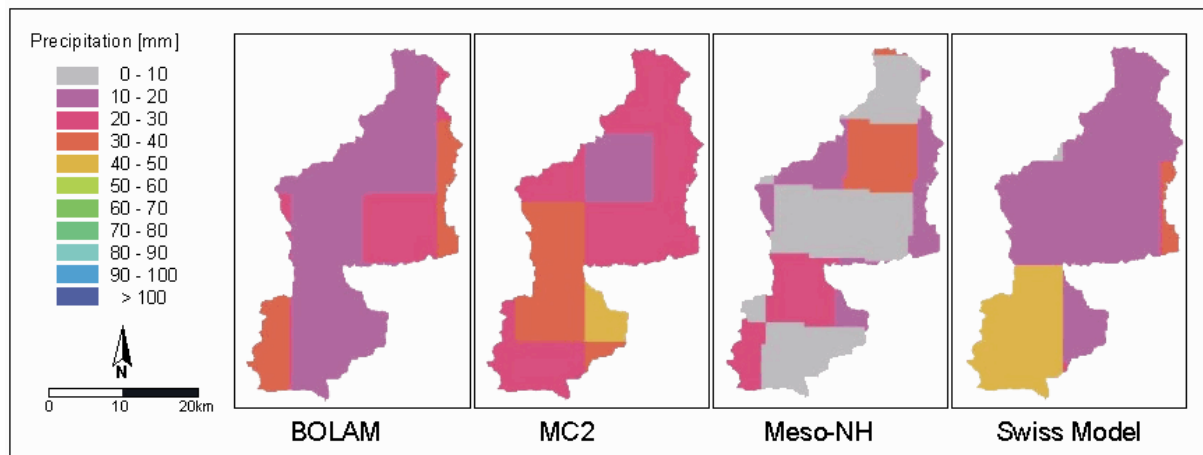 Precipitation [mm]
0 - 10
10 - 20
20 - 30
30 - 40
40 - 50
50 - 60
60 - 70
70 - 80
80 - 90
90 - 100
> 100
N
0 10 20km
BOLAM
MC2
Meso-NH
Swiss Model